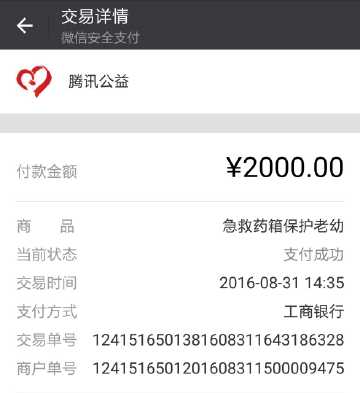 交易详情
微信安全支付
腾讯公益
付款金额 ¥2000.00
商 品 急救药箱保护老幼
当前状态 支付成功
交易时间 2016-08-31 14:35
支付方式 工商银行
交易单号 1241516501381608311643186328
商户单号 1241516501201608311500009475